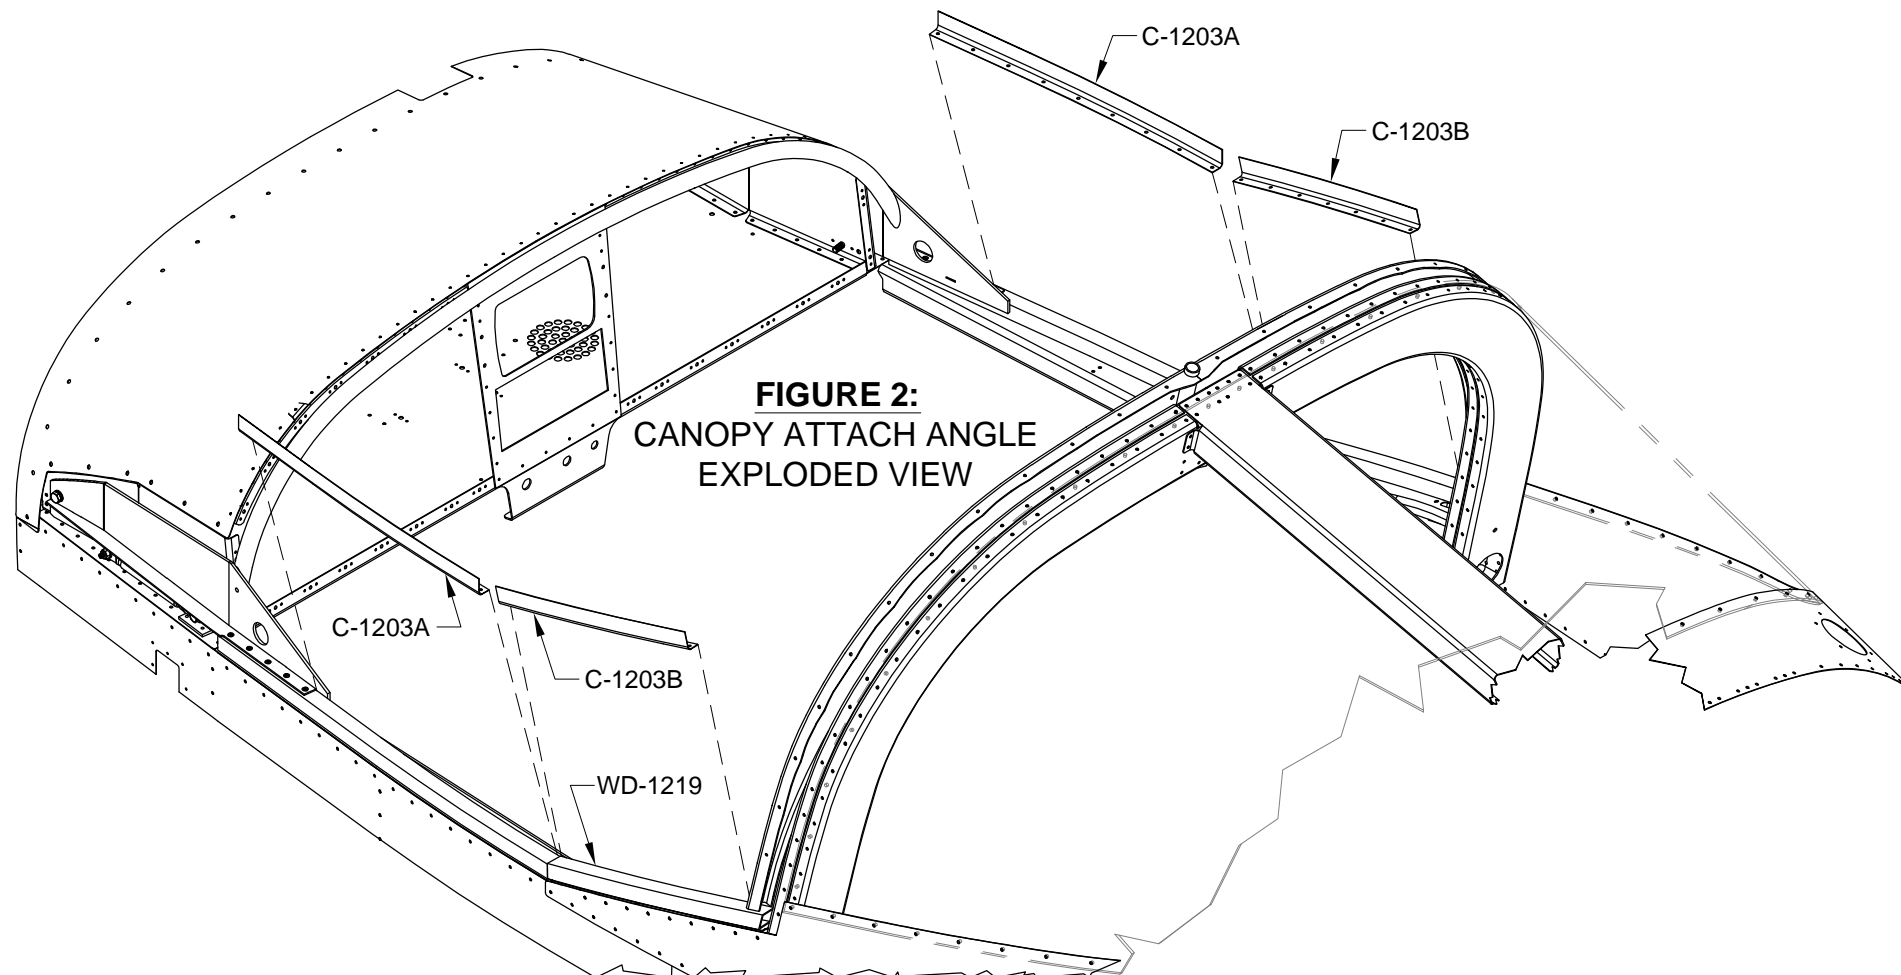 C-1203A
C-1203B
FIGURE 2:
CANOPY ATTACH ANGLE
EXPLODED VIEW
C-1203A
C-1203B
WD-1219